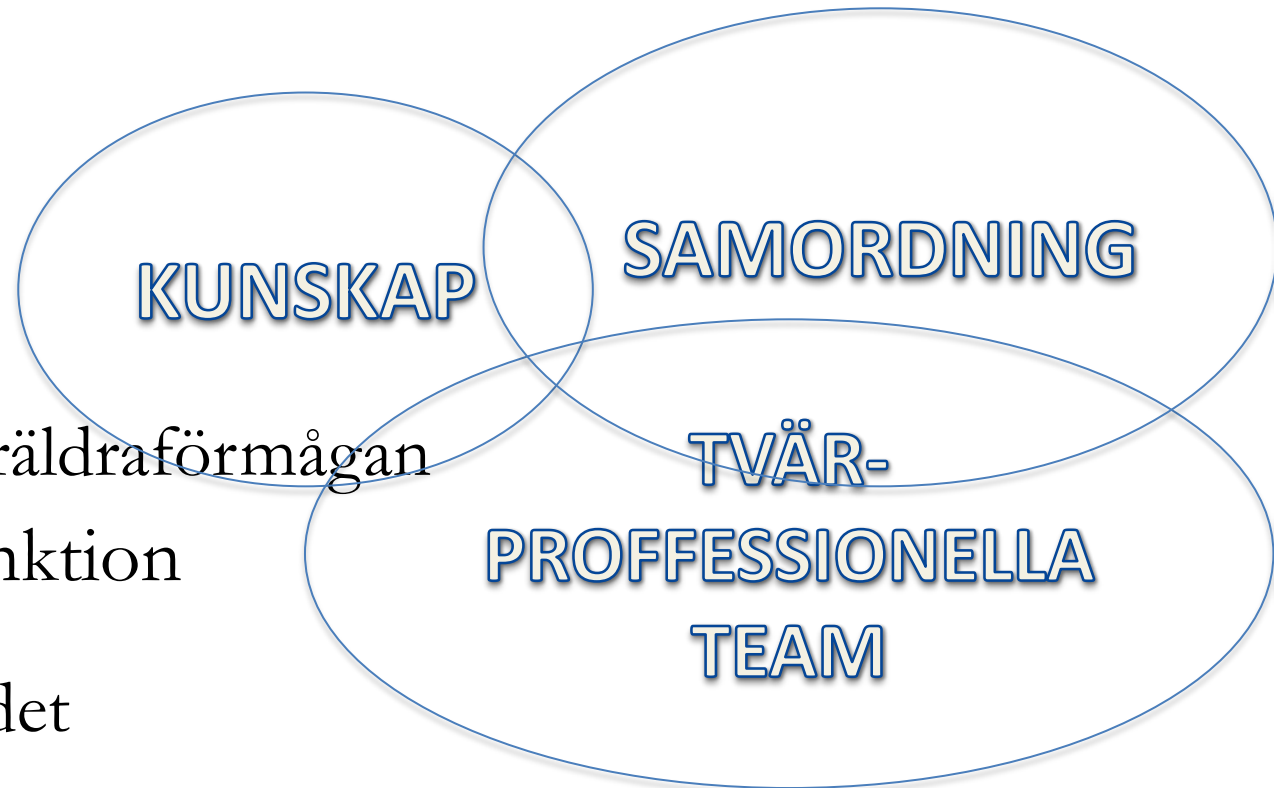 KUNSKAP
SAMORDNING
räldraförmågan
nktion
det
TVÄR-
PROFFESSIONELLA
TEAM